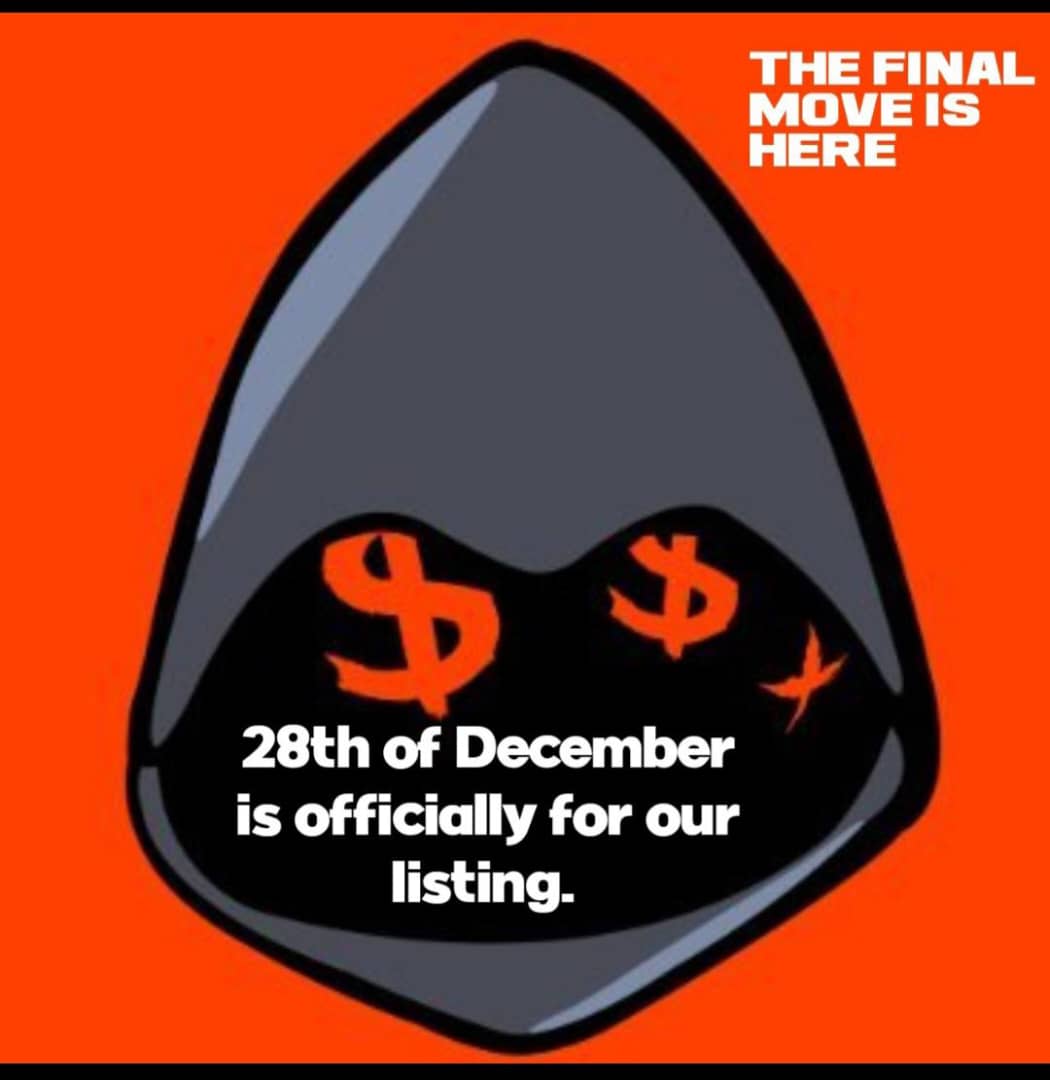 THE FINAL
MOVE IS
HERE
$ $
28th of December
is officially for our
listing.